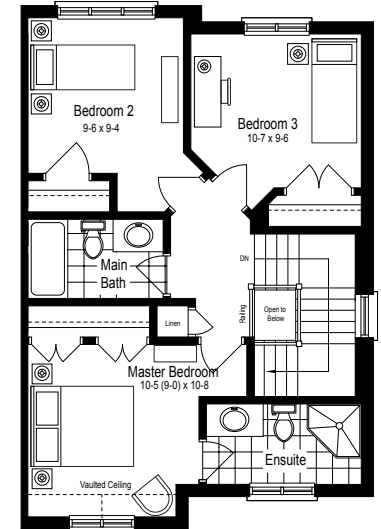 Bedroom 2
9-6 x 9-4
Bedroom 3
10-7 x 9-6
Main
Bath
DN
Railing
Open to
Below
Linen
Master Bedroom
10-5 (9-0) x 10-8
Ensuite
Vaulted Ceiling